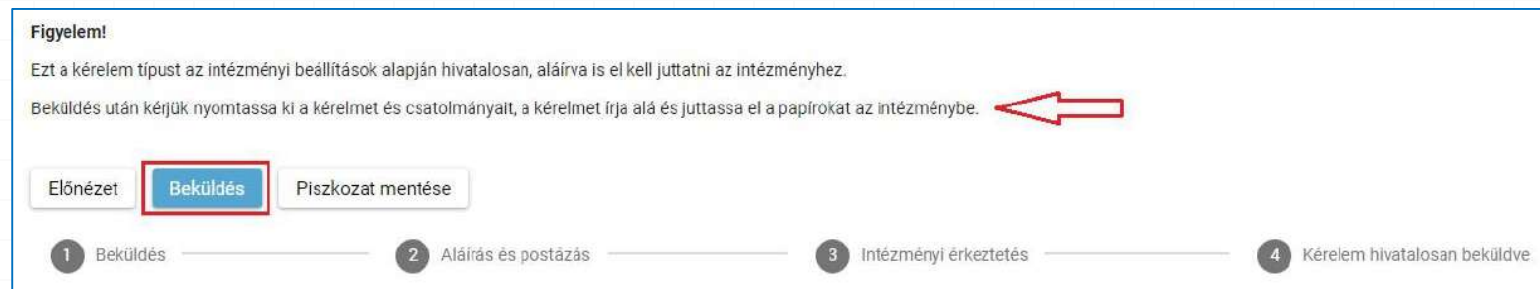 Figyelem!
Ezt a kérelem típust az intézményi beállítások alapján hivatalosan, aláírva is el kell juttatni az intézményhez.
Beküldés után kérjük nyomtassa ki a kérelmet és csatolmányait, a kérelmet írja alá és juttassa el a papírokat az intézménybe.
Előnézet Beküldés Piszkozat mentése
1 Beküldés 2 Aláírás és postázás 3 Intézményi érkeztetés 4 Kérelem hivatalosan beküldve